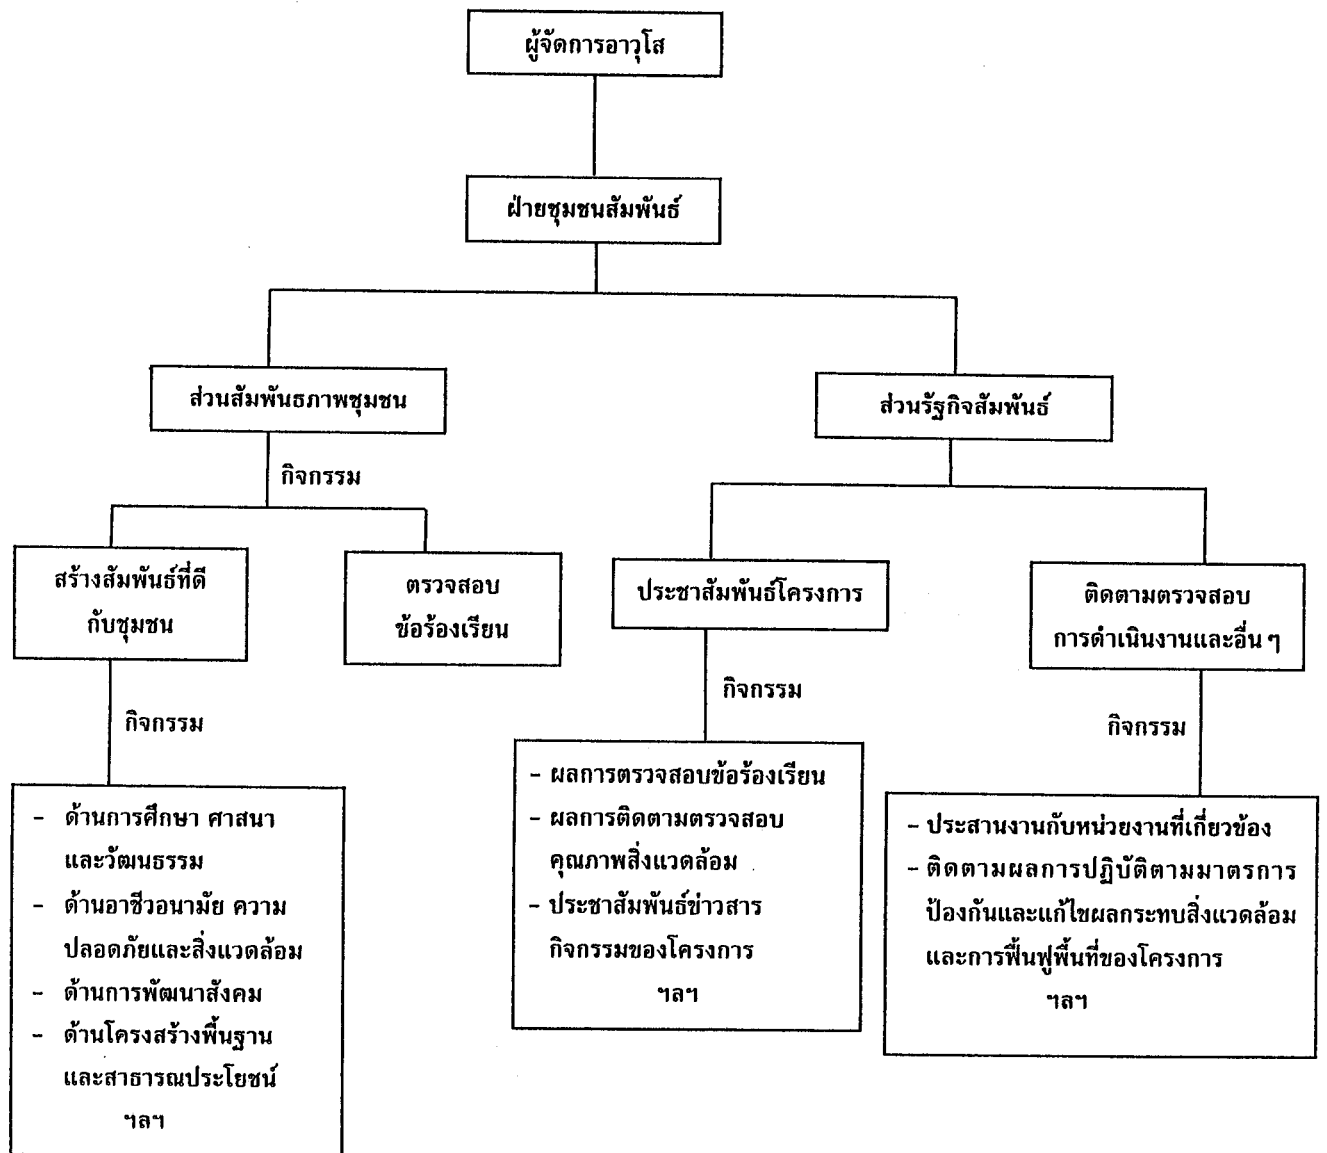 ผู้จัดการอาวุโส
ฝ่ายชุมชนสัมพันธ์
ส่วนสัมพันธภาพชุมชน
ส่วนรัฐกิจสัมพันธ์
กิจกรรม
สร้างสัมพันธ์ที่ดี
กับชุมชน
ตรวจสอบ
ข้อร้องเรียน
ประชาสัมพันธ์โครงการ
ติดตามตรวจสอบ
การดำเนินงานและอื่น ๆ
กิจกรรม
กิจกรรม
กิจกรรม
- ด้านการศึกษา ศาสนา
และวัฒนธรรม
- ด้านอาชีวอนามัย ความ
ปลอดภัยและสิ่งแวดล้อม
- ด้านการพัฒนาสังคม
- ด้านโครงสร้างพื้นฐาน
และสาธารณประโยชน์
ฯลฯ
- ผลการตรวจสอบข้อร้องเรียน
- ผลการติดตามตรวจสอบ
คุณภาพสิ่งแวดล้อม
- ประชาสัมพันธ์ข่าวสาร
กิจกรรมของโครงการ
ฯลฯ
- ประสานงานกับหน่วยงานที่เกี่ยวข้อง
- ติดตามผลการปฏิบัติตามมาตรการ
ป้องกันและแก้ไขผลกระทบสิ่งแวดล้อม
และการฟื้นฟูพื้นที่ของโครงการ
ฯลฯ